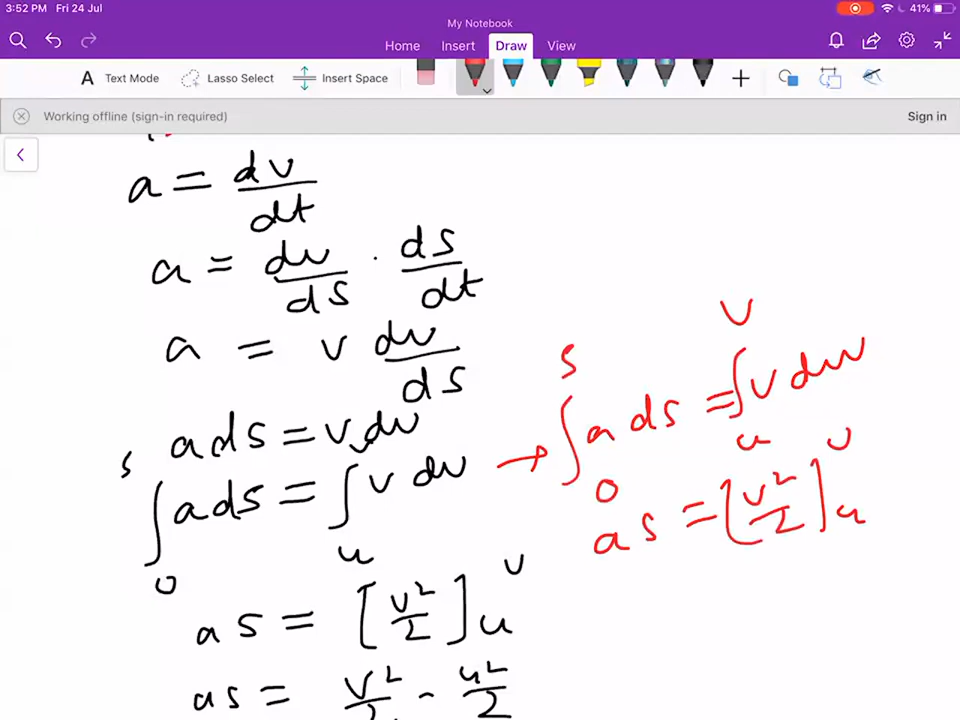 3:52 PM Fri 24 Jul 41%
My Notebook
Home Insert Draw View
A Text Mode Lasso Select Insert Space
Working offline (sign-in required) Sign in
a = dv/dt
a = dv/ds · ds/dt
a = v dv/ds
a ds = v dv
∫₀ˢ a ds = ∫ᵤᵛ v dv
a s = [v²/2]ᵤᵛ
as = v²/2 - u²/2
→ ∫₀ˢ a ds = ∫ᵤᵛ v dv
a s = [v²/2]ᵤᵛ